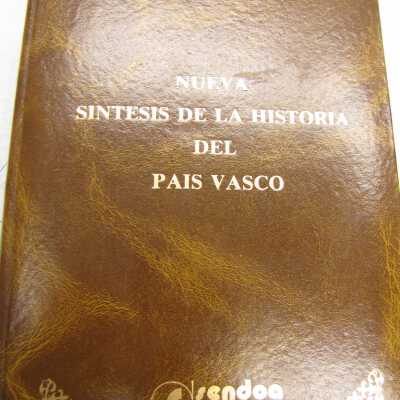 NUEVA
SINTESIS DE LA HISTORIA
DEL
PAIS VASCO
sendoa